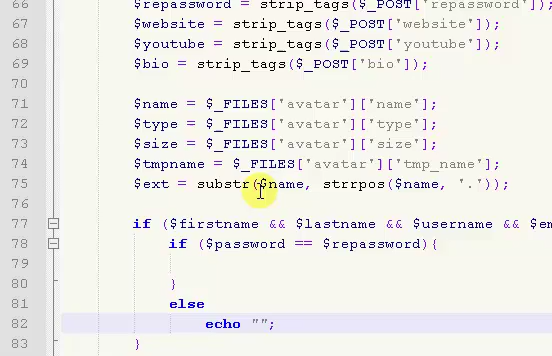 66 $repassword = strip_tags($_POST['repassword']);
67 $website = strip_tags($_POST['website']);
68 $youtube = strip_tags($_POST['youtube']);
69 $bio = strip_tags($_POST['bio']);
70
71 $name = $_FILES['avatar']['name'];
72 $type = $_FILES['avatar']['type'];
73 $size = $_FILES['avatar']['size'];
74 $tmpname = $_FILES['avatar']['tmp_name'];
75 $ext = substr($name, strrpos($name, '.'));
76
77 if ($firstname && $lastname && $username && $em
78 if ($password == $repassword){
79
80 }
81 else
82 echo "";
83 }